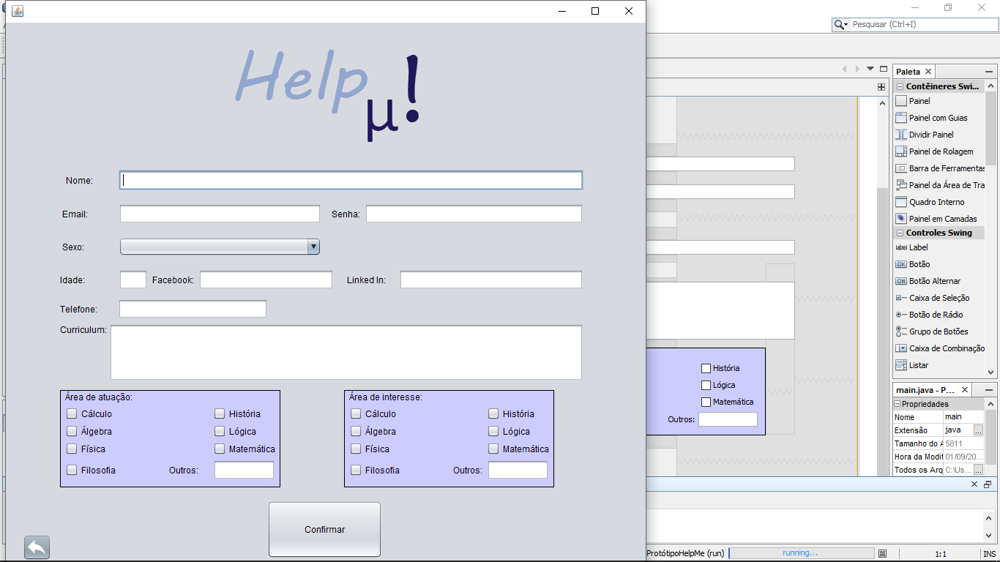 Help
µ!
Nome:
Email:
Senha:
Sexo:
Idade:
Facebook:
Linked In:
Telefone:
Curriculum:
Área de atuação:
Cálculo
História
Álgebra
Lógica
Física
Matemática
Filosofia
Outros:
Área de interesse:
Cálculo
História
Álgebra
Lógica
Física
Matemática
Filosofia
Outros:
Confirmar
Pesquisar (Ctrl+I)
História
Lógica
Matemática
Outros:
Paleta
Contêineres Swi...
Painel
Painel com Guias
Dividir Painel
Painel de Rolagem
Barra de Ferramentas
Painel da Área de Tra
Quadro Interno
Painel em Camadas
Controles Swing
Label
Botão
Botão Alternar
Caixa de Seleção
Botão de Rádio
Grupo de Botões
Caixa de Combinação
Listar
main.java - P...
Propriedades
Nome main
Extensão java ...
Tamanho do A 5811
Hora da Modif 01/09/20...
Todos os Arq C:\Us... ...
ProtótipoHelpMe (run)
running...
1:1
INS